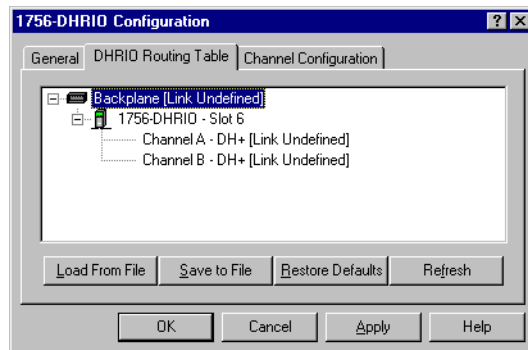 1756-DHRIO Configuration
General DHRIO Routing Table Channel Configuration
Backplane [Link Undefined]
1756-DHRIO - Slot 6
Channel A - DH+ [Link Undefined]
Channel B - DH+ [Link Undefined]
Load From File Save to File Restore Defaults Refresh
OK Cancel Apply Help